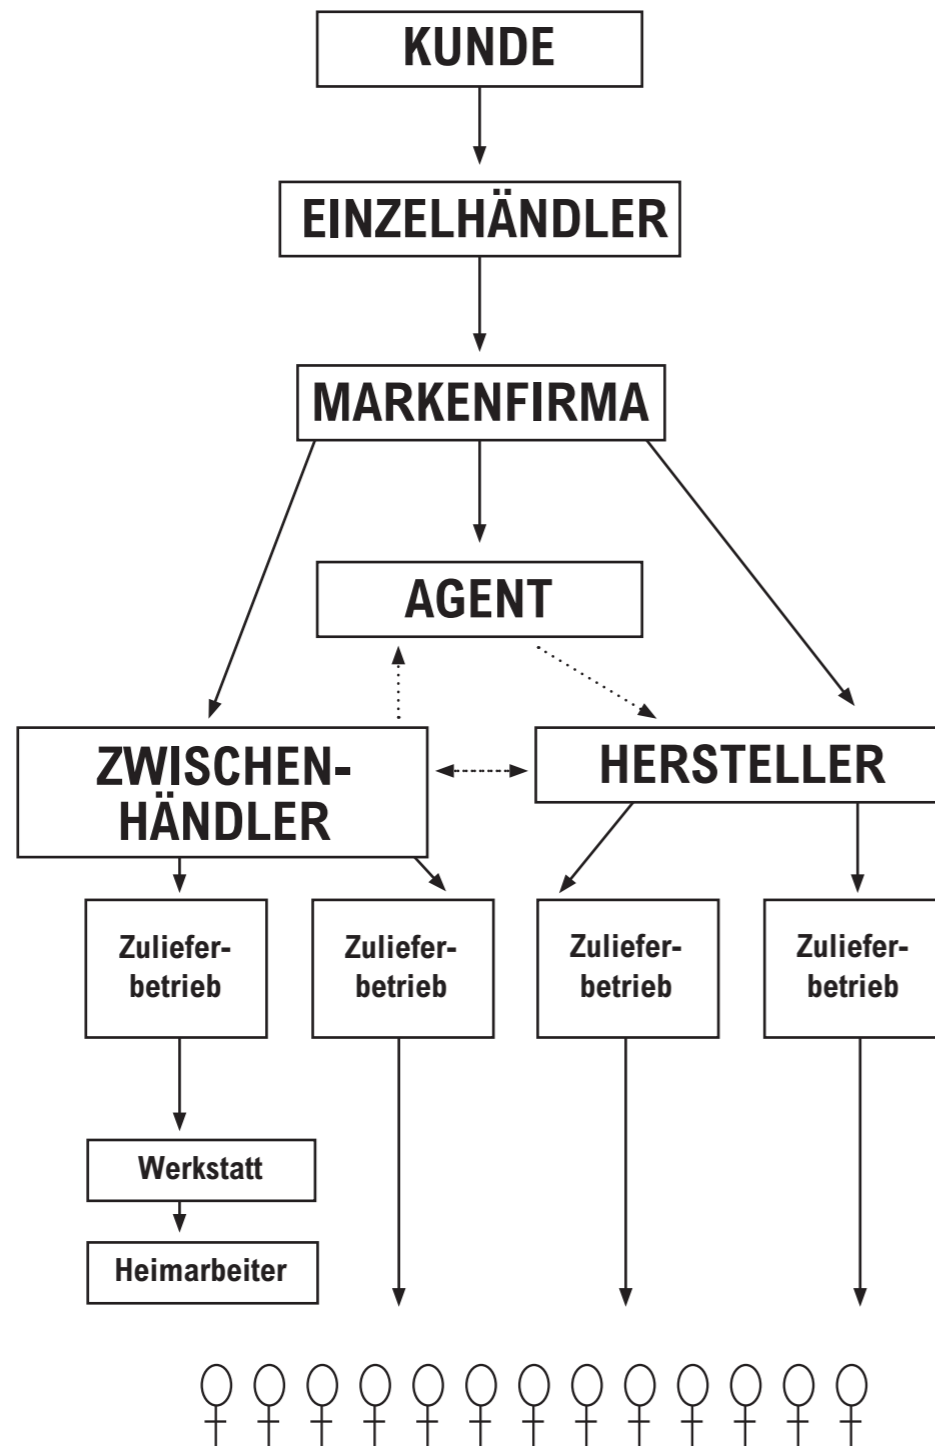 KUNDE
EINZELHÄNDLER
MARKENFIRMA
AGENT
ZWISCHEN-
HÄNDLER
HERSTELLER
Zuliefer-
betrieb
Zuliefer-
betrieb
Zuliefer-
betrieb
Zuliefer-
betrieb
Werkstatt
Heimarbeiter